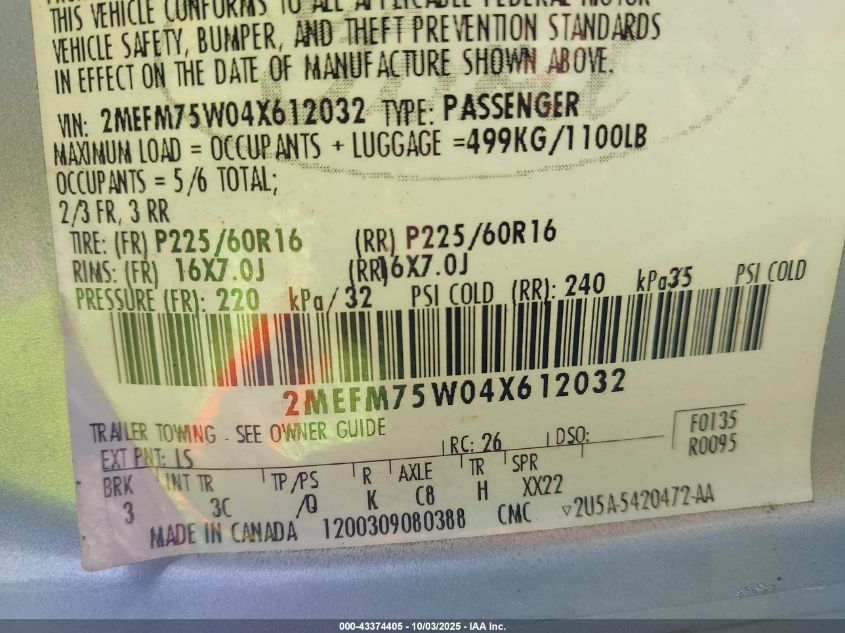 THIS VEHICLE CONFORMS TO ALL APPLICABLE FEDERAL MOTOR
VEHICLE SAFETY, BUMPER, AND THEFT PREVENTION STANDARDS
IN EFFECT ON THE DATE OF MANUFACTURE SHOWN ABOVE.
VIN: 2MEFM75W04X612032 TYPE: PASSENGER
MAXIMUM LOAD = OCCUPANTS + LUGGAGE =499KG/1100LB
OCCUPANTS = 5/6 TOTAL;
2/3 FR, 3 RR
TIRE: (FR) P225/60R16 (RR) P225/60R16
RIMS: (FR) 16X7.0J (RR)16X7.0J
PRESSURE (FR): 220 kPa/32 PSI COLD (RR): 240 kPa35 PSI COLD
2MEFM75W04X612032
TRAILER TOWING - SEE OWNER GUIDE
EXT PNT: LS RC: 26 DSO: F0135
R0095
BRK INT TR TP/PS R AXLE TR SPR
3 3C /Q K C8 H XX22
MADE IN CANADA 1200309080388 CMC ▽2U5A-5420472-AA
000-43374405 - 10/03/2025 - IAA Inc.